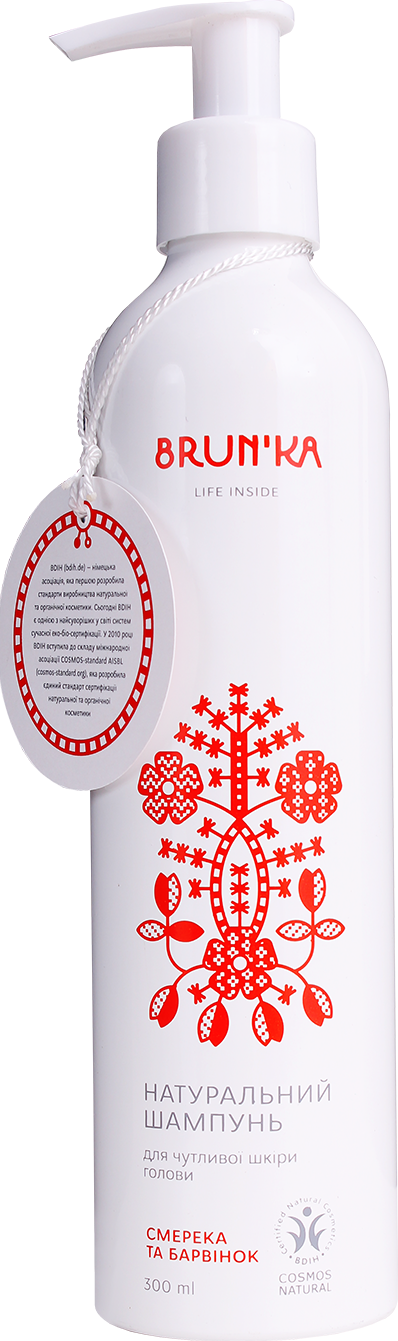 BRUN'KA
LIFE INSIDE
BDIH (bdih.de) – німецька
асоціація, яка першою розробила
стандарти виробництва натуральної
та органічної косметики. Сьогодні BDIH
є однією з найсуворіших у світі систем
сучасної еко-біо-сертифікації. У 2010 році
BDIH вступила до складу міжнародної
асоціації COSMOS-standard AISBL
(cosmos-standard.org), яка розробила
єдиний стандарт сертифікації
натуральної та органічної
косметики
НАТУРАЛЬНИЙ
ШАМПУНЬ
для чутливої шкіри
голови
СМЕРЕКА
ТА БАРВІНОК
300 ml
Certified Natural Cosmetics
BDIH
COSMOS
NATURAL